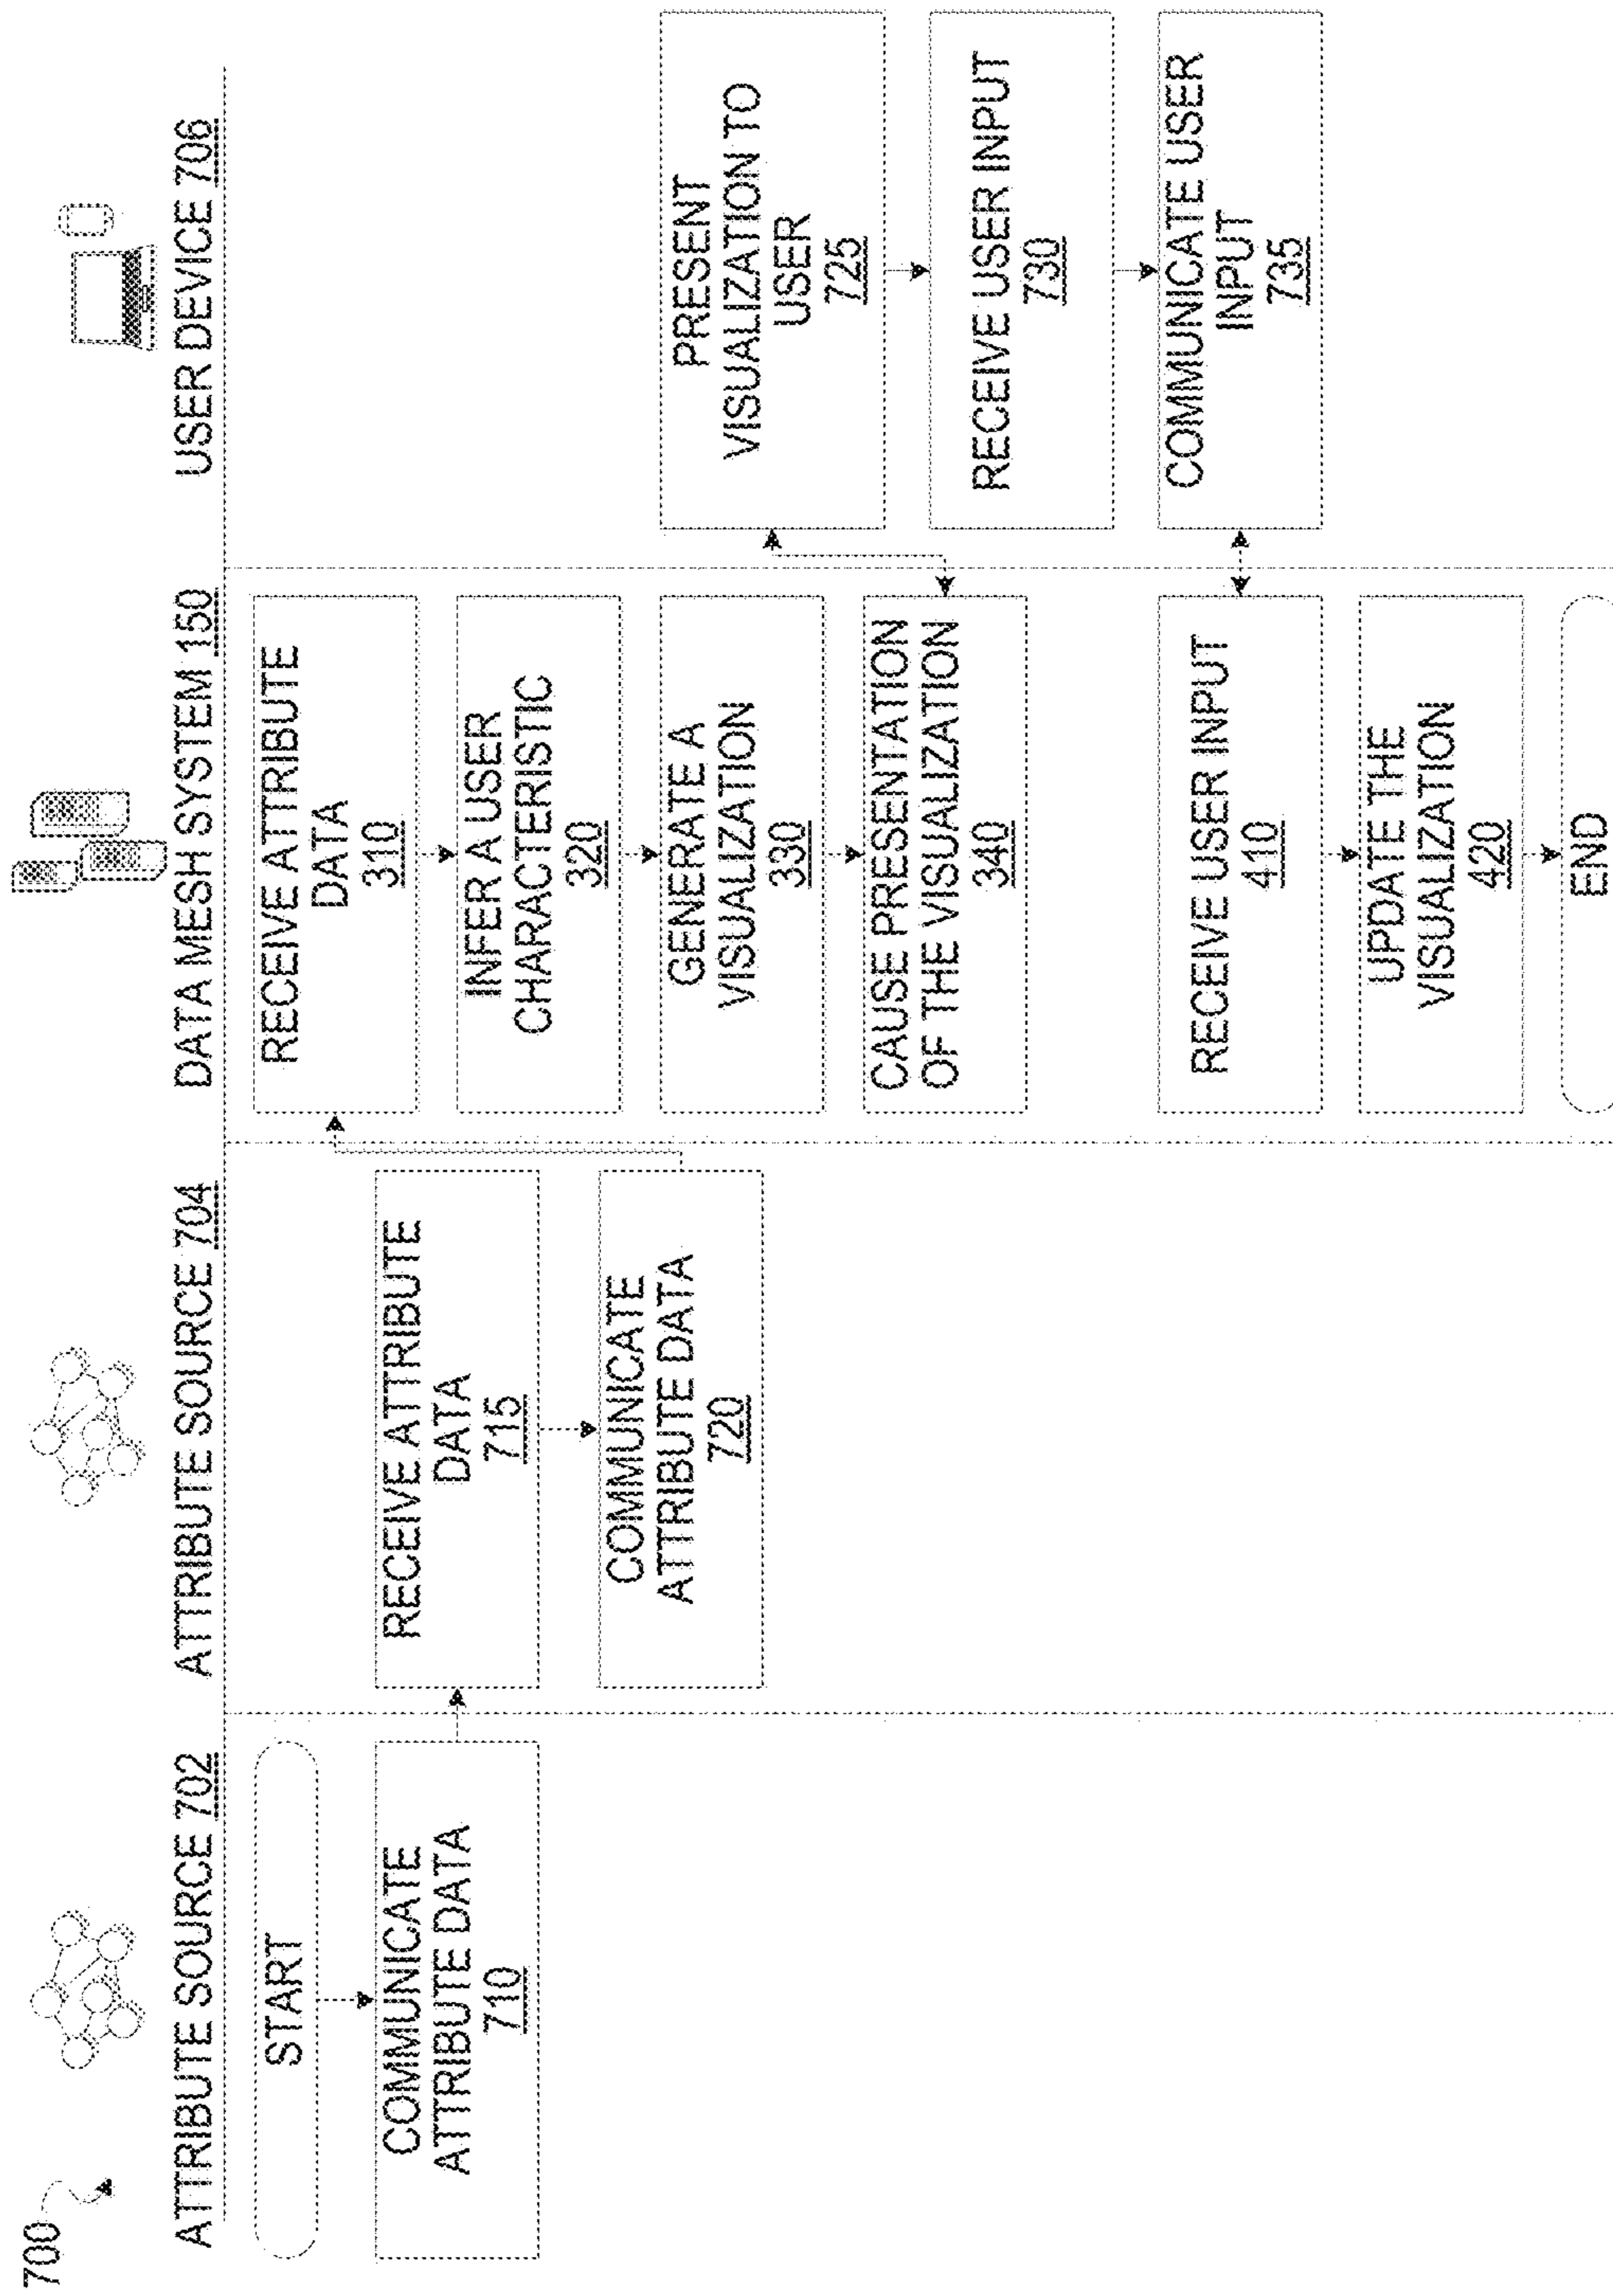 700
ATTRIBUTE SOURCE 702
ATTRIBUTE SOURCE 704
DATA MESH SYSTEM 150
USER DEVICE 706
START
COMMUNICATE
ATTRIBUTE DATA
710
RECEIVE ATTRIBUTE
DATA
715
COMMUNICATE
ATTRIBUTE DATA
720
RECEIVE ATTRIBUTE
DATA
310
INFER A USER
CHARACTERISTIC
320
GENERATE A
VISUALIZATION
330
CAUSE PRESENTATION
OF THE VISUALIZATION
340
PRESENT
VISUALIZATION TO
USER
725
RECEIVE USER INPUT
730
COMMUNICATE USER
INPUT
735
RECEIVE USER INPUT
410
UPDATE THE
VISUALIZATION
420
END